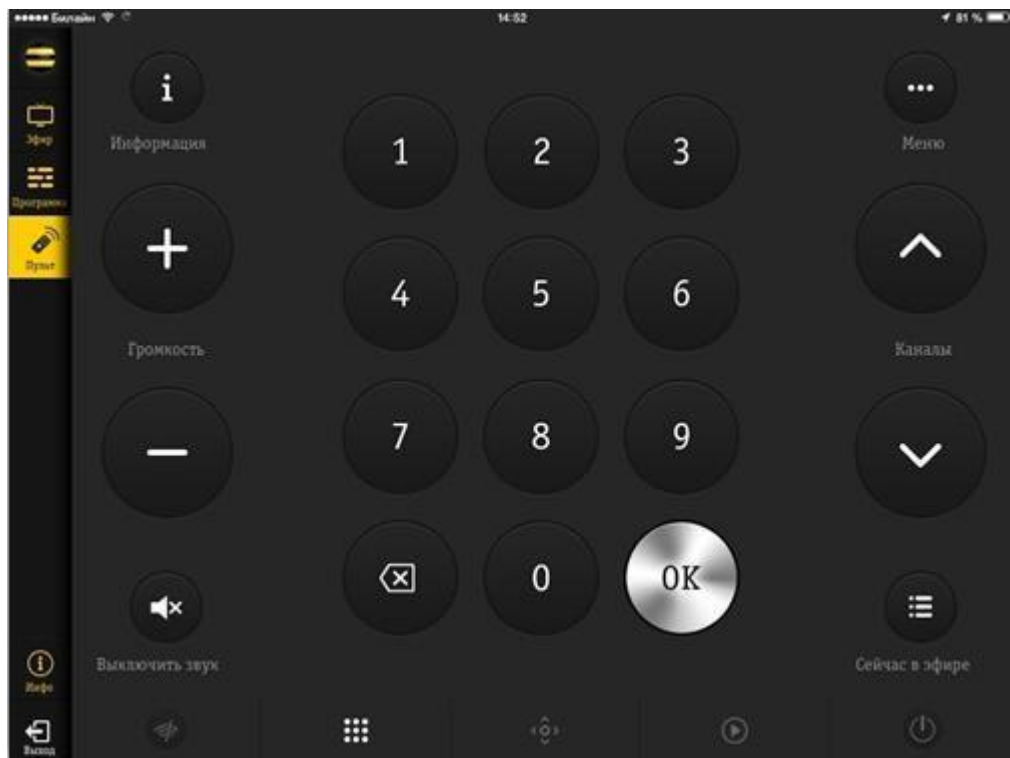 Билайн
14:52
81 %
Эфир
Программа
Пульт
Инфо
Выход
i
Информация
Громкость
Выключить звук
1 2 3
4 5 6
7 8 9
0 OK
Меню
Каналы
Сейчас в эфире